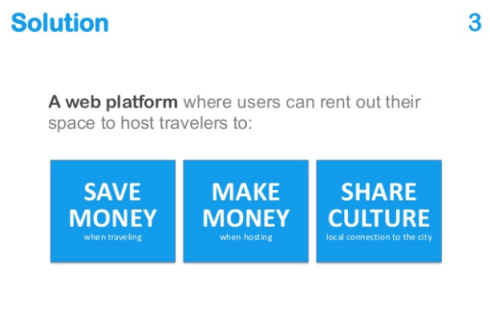 Solution
3
A web platform where users can rent out their
space to host travelers to:
SAVE
MONEY
when traveling
MAKE
MONEY
when hosting
SHARE
CULTURE
local connection to the city